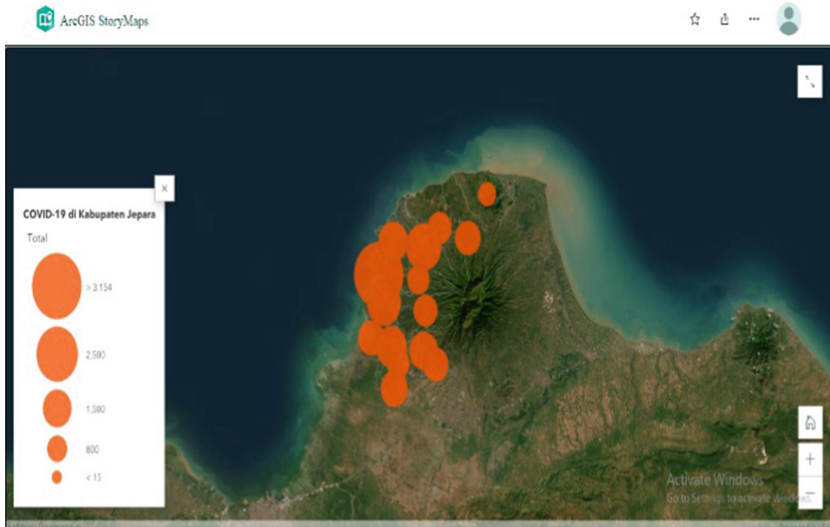 ArcGIS StoryMaps
COVID-19 di Kabupaten Jepara
Total
> 3.154
2,500
1,500
800
< 15
Activate Windows
Go to Settings to activate Windows.